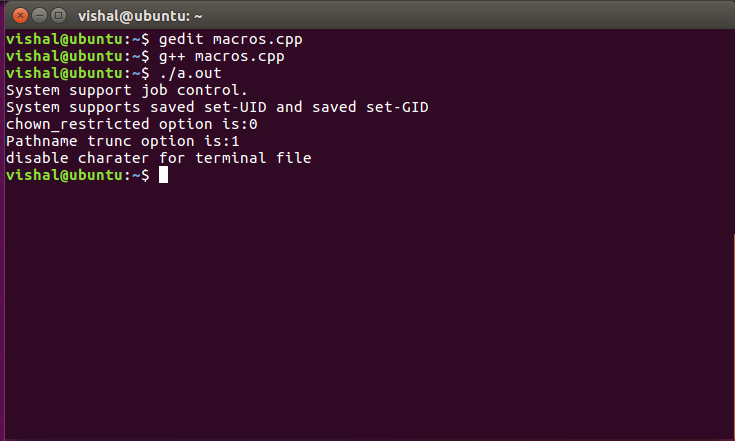 vishal@ubuntu: ~
vishal@ubuntu:~$ gedit macros.cpp
vishal@ubuntu:~$ g++ macros.cpp
vishal@ubuntu:~$ ./a.out
System support job control.
System supports saved set-UID and saved set-GID
chown_restricted option is:0
Pathname trunc option is:1
disable charater for terminal file
vishal@ubuntu:~$